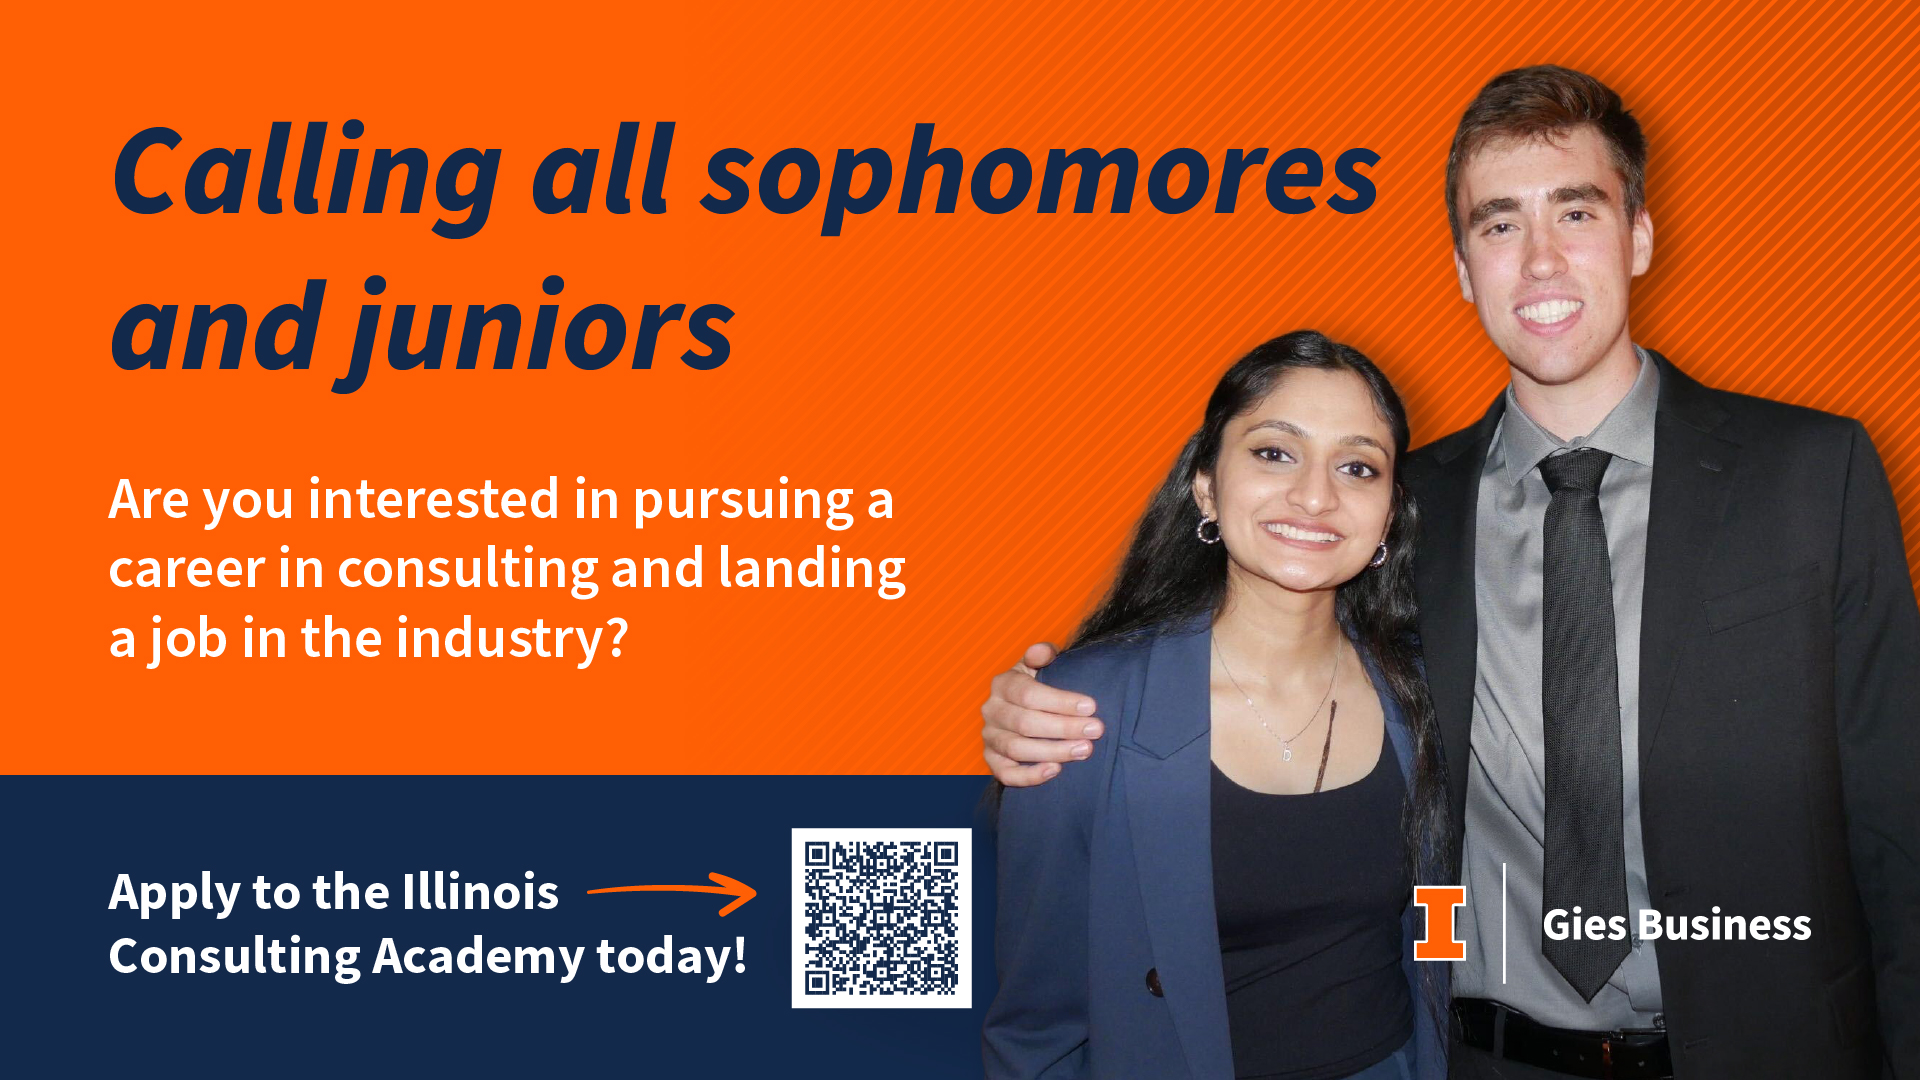 Calling all sophomores
and juniors
Are you interested in pursuing a
career in consulting and landing
a job in the industry?
Apply to the Illinois
Consulting Academy today!
I
Gies Business
D